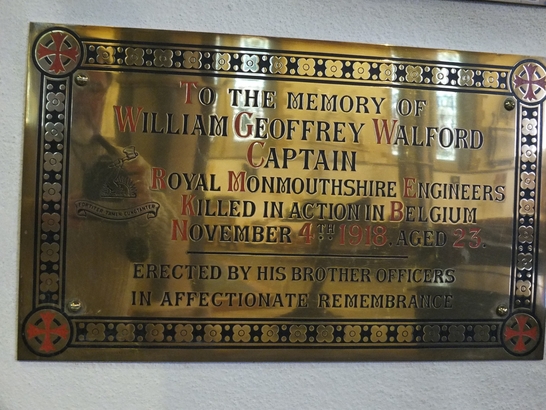 TO THE MEMORY OF
WILLIAM GEOFFREY WALFORD
CAPTAIN
ROYAL MONMOUTHSHIRE ENGINEERS
KILLED IN ACTION IN BELGIUM
NOVEMBER 4TH 1918. AGED 23.
ERECTED BY HIS BROTHER OFFICERS
IN AFFECTIONATE REMEMBRANCE